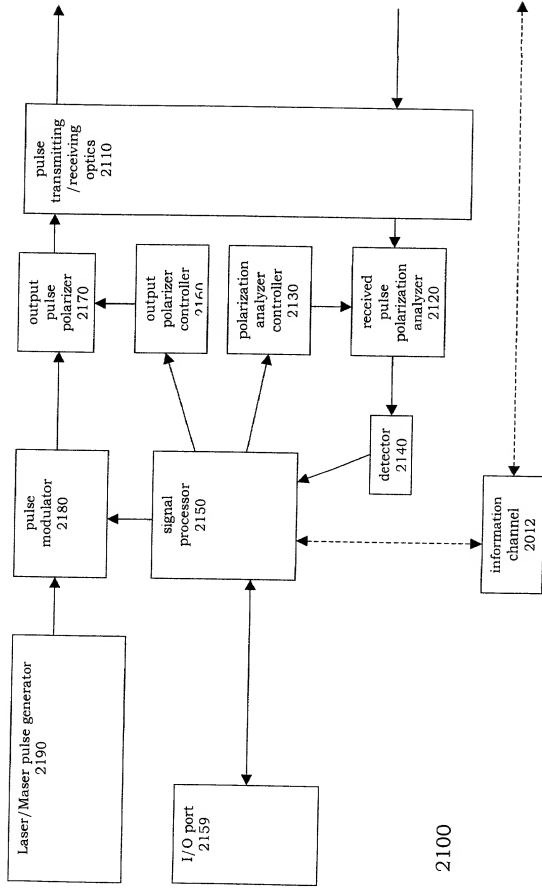 Laser/Maser pulse generator
2190
pulse
modulator
2180
output
pulse
polarizer
2170
pulse
transmitting
/receiving
optics
2110
I/O port
2159
signal
processor
2150
output
polarizer
controller
2160
polarization
analyzer
controller
2130
detector
2140
received
pulse
polarization
analyzer
2120
information
channel
2012
2100